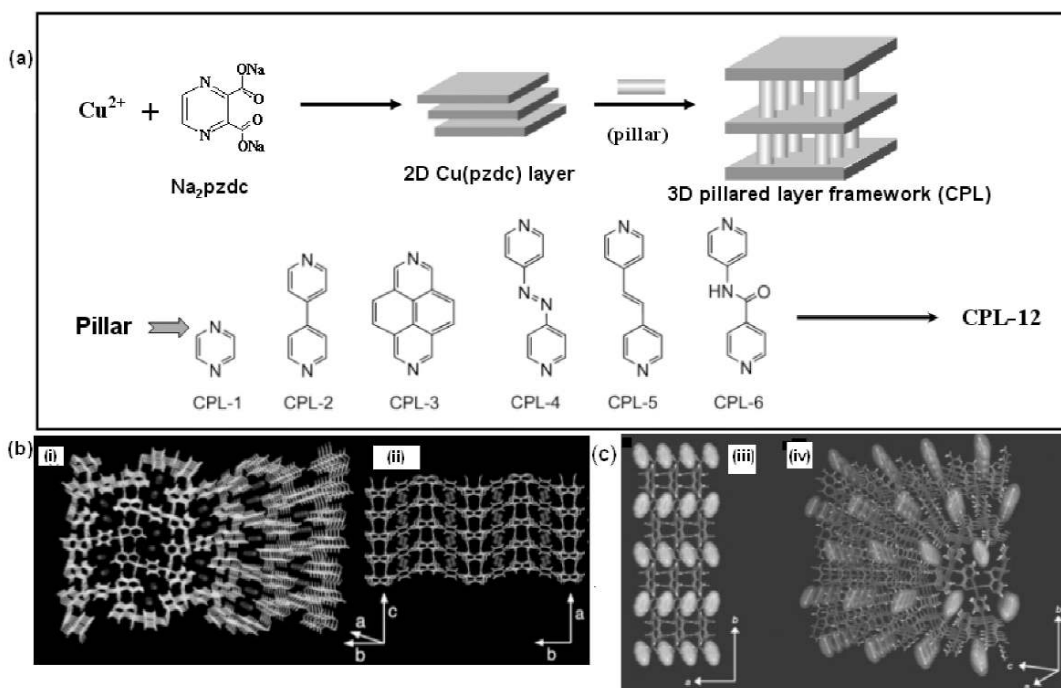 (a)
Cu2+ + 
N
N
ONa
O
O
ONa
Na2pzdc
2D Cu(pzdc) layer
(pillar)
3D pillared layer framework (CPL)
Pillar
N
N
CPL-1
N
N
CPL-2
N
N
CPL-3
N
N=N
N
CPL-4
N
N
CPL-5
N
HN
O
N
CPL-6
CPL-12
(b)
(i)
(ii)
c
a
b
a
b
(c)
(iii)
(iv)
b
a
b
c